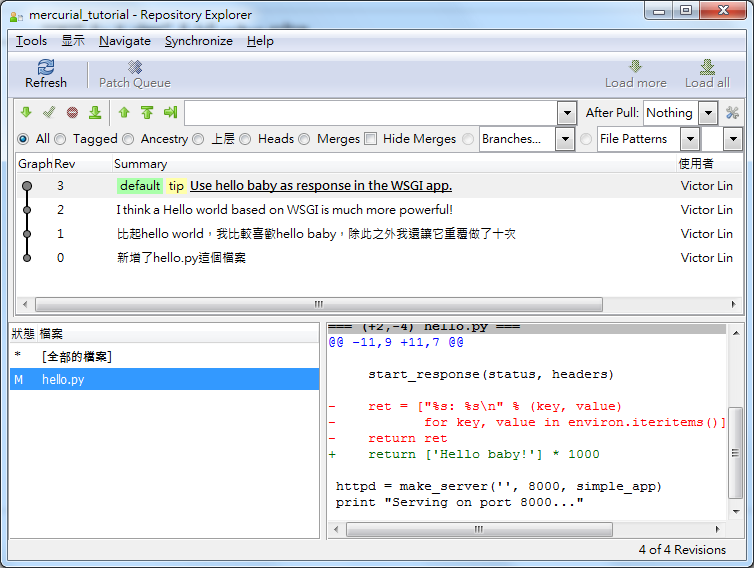 mercurial_tutorial - Repository Explorer
Tools 显示 Navigate Synchronize Help
Refresh Patch Queue Load more Load all
After Pull: Nothing
All Tagged Ancestry 上層 Heads Merges Hide Merges Branches... File Patterns
Graph Rev Summary 使用者
3 default tip Use hello baby as response in the WSGI app. Victor Lin
2 I think a Hello world based on WSGI is much more powerful! Victor Lin
1 比起hello world，我比較喜歡hello baby，除此之外我還讓它重覆做了十次 Victor Lin
0 新增了hello.py這個檔案 Victor Lin
狀態 檔案
* [全部的檔案]
M hello.py
=== (+2,-4) hello.py ===
@@ -11,9 +11,7 @@
start_response(status, headers)
- ret = ["%s: %s\n" % (key, value)
- for key, value in environ.iteritems()]
- return ret
+ return ['Hello baby!'] * 1000
httpd = make_server('', 8000, simple_app)
print "Serving on port 8000..."
4 of 4 Revisions